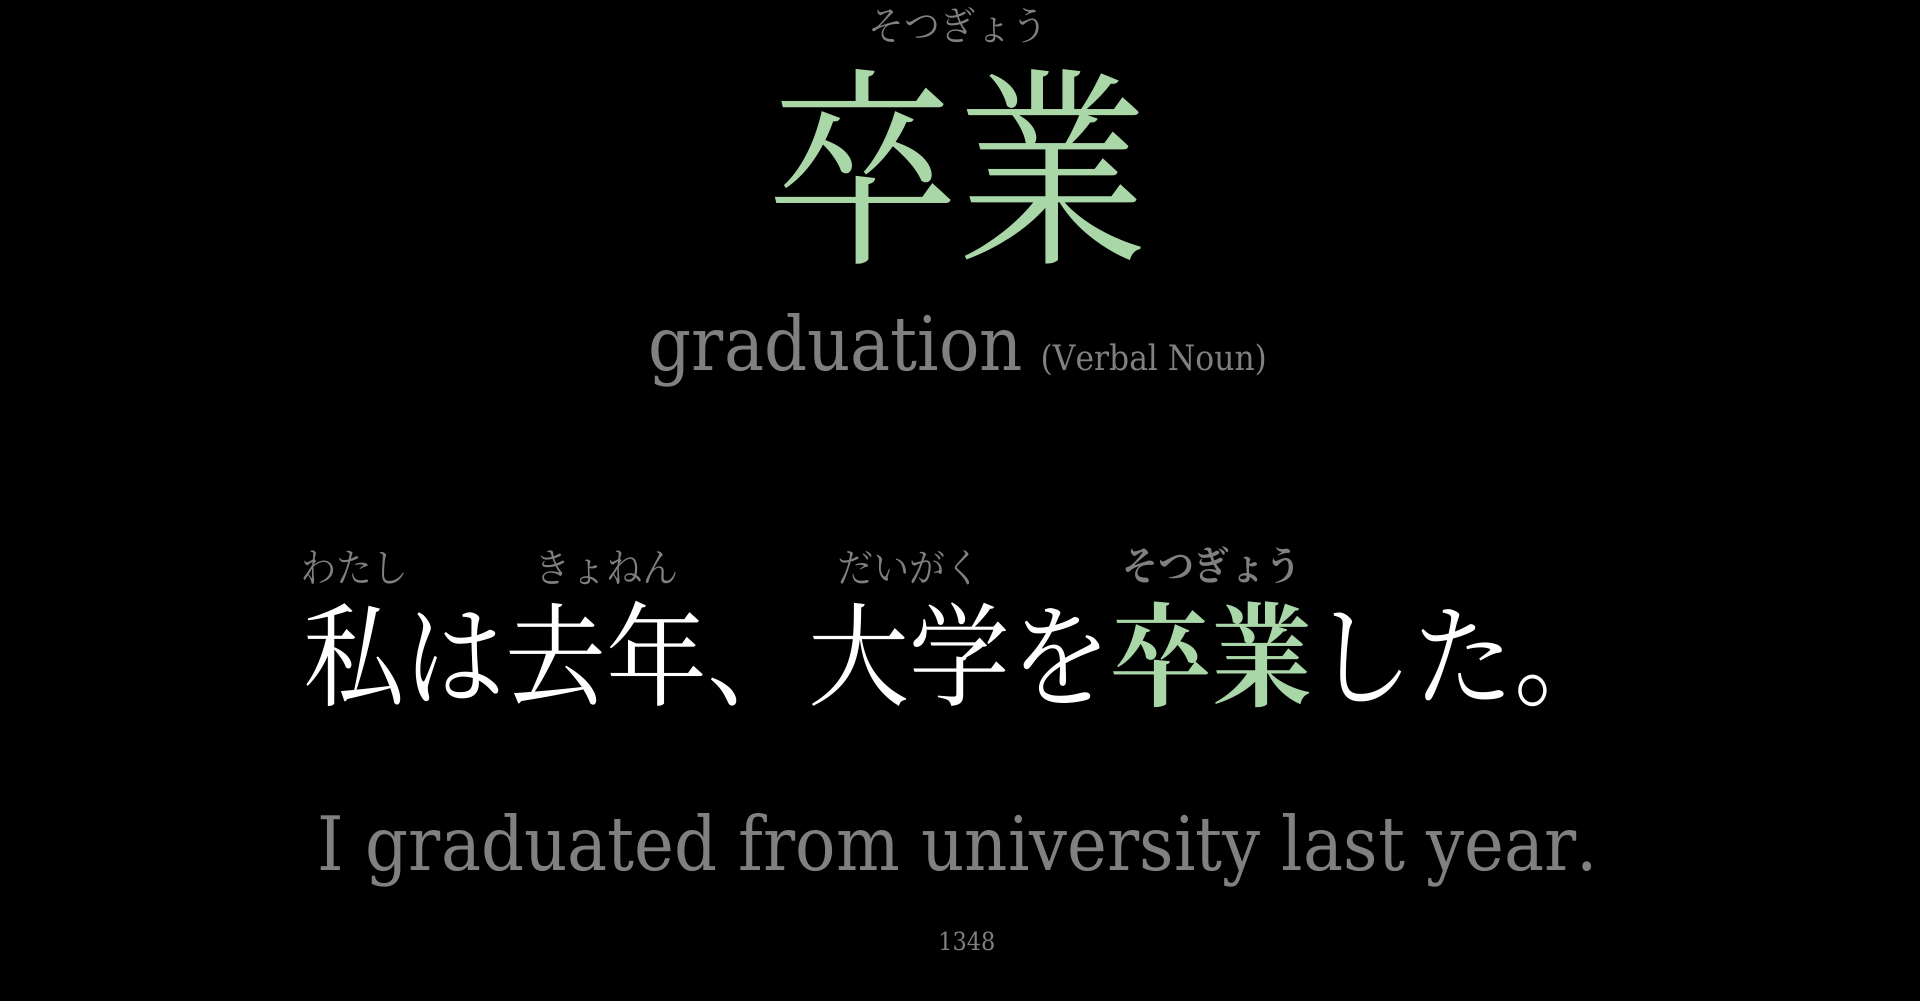 そつぎょう
卒業
graduation (Verbal Noun)
わたし きょねん だいがく そつぎょう
私は去年、大学を卒業した。
I graduated from university last year.
1348